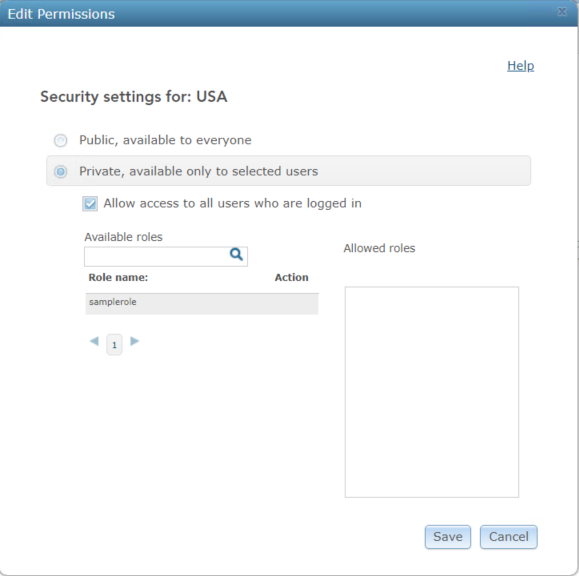 Edit Permissions
Help
Security settings for: USA
Public, available to everyone
Private, available only to selected users
Allow access to all users who are logged in
Available roles
Allowed roles
Role name: Action
samplerole
1
Save Cancel